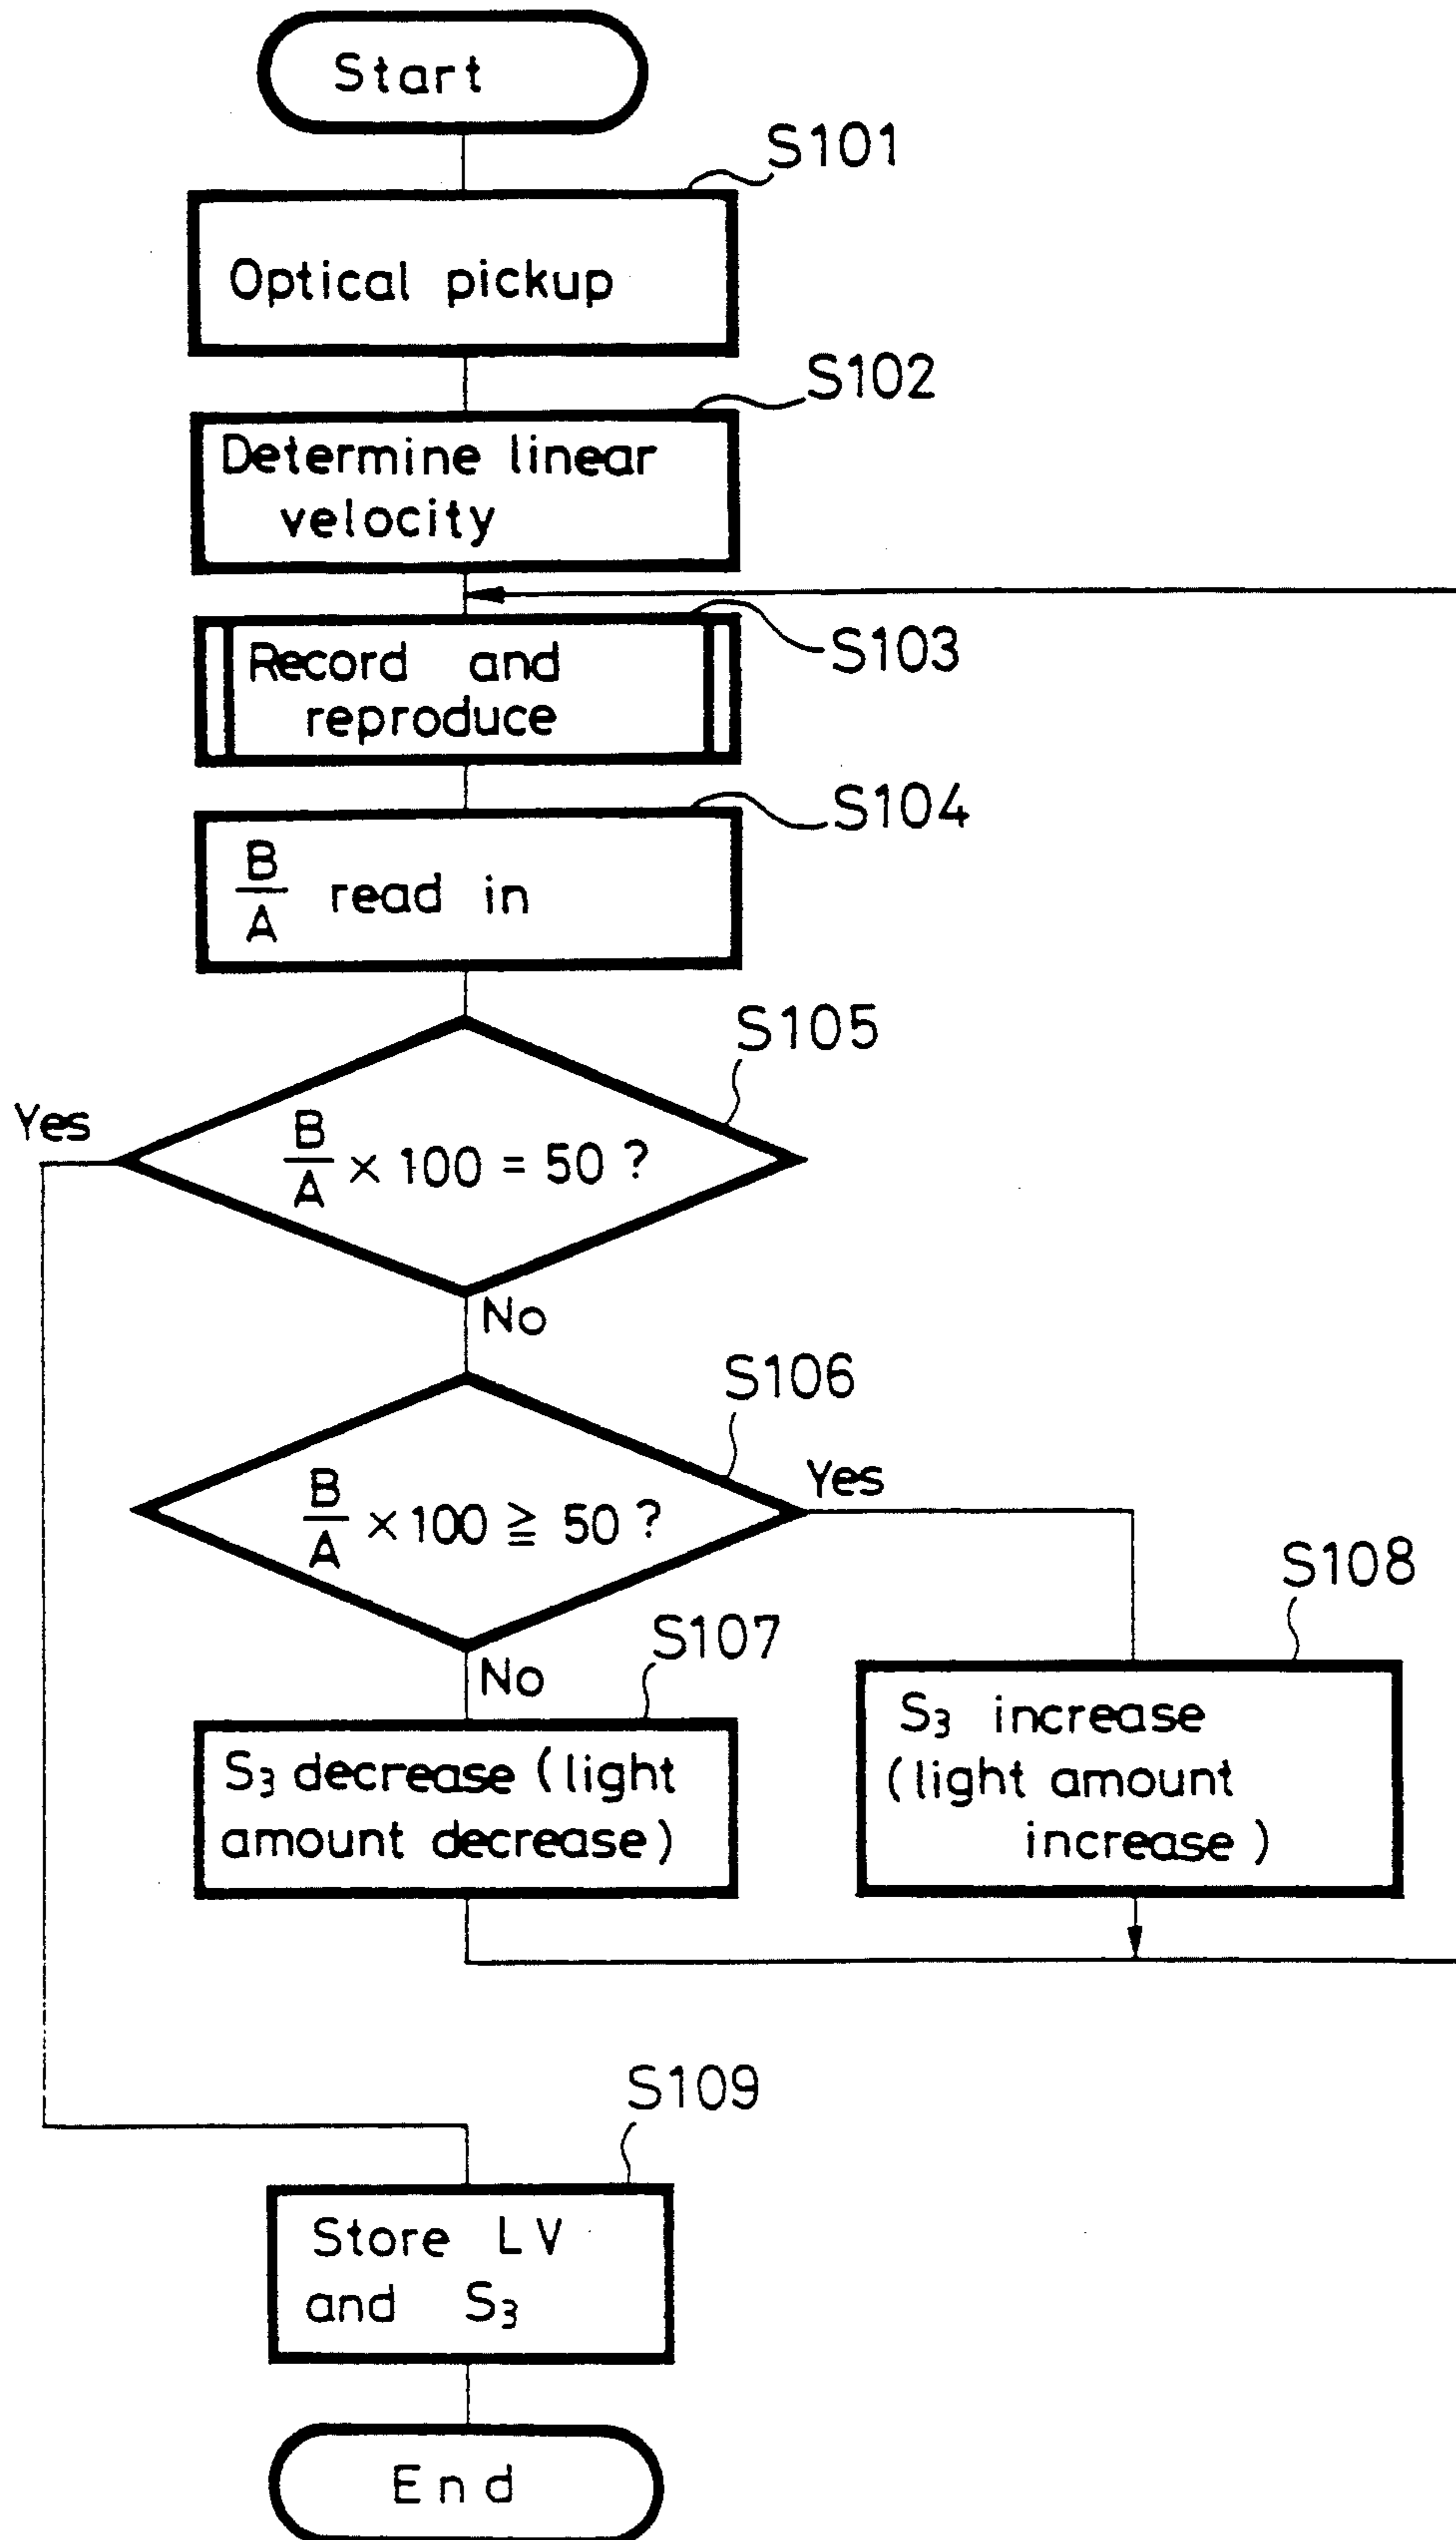 Start
S101
Optical pickup
S102
Determine linear
velocity
S103
Record and
reproduce
S104
B/A read in
S105
Yes
B/A × 100 = 50 ?
No
S106
Yes
B/A × 100 ≧ 50 ?
No
S107
S₃ decrease (light
amount decrease)
S108
S₃ increase
(light amount
increase)
S109
Store LV
and S₃
End